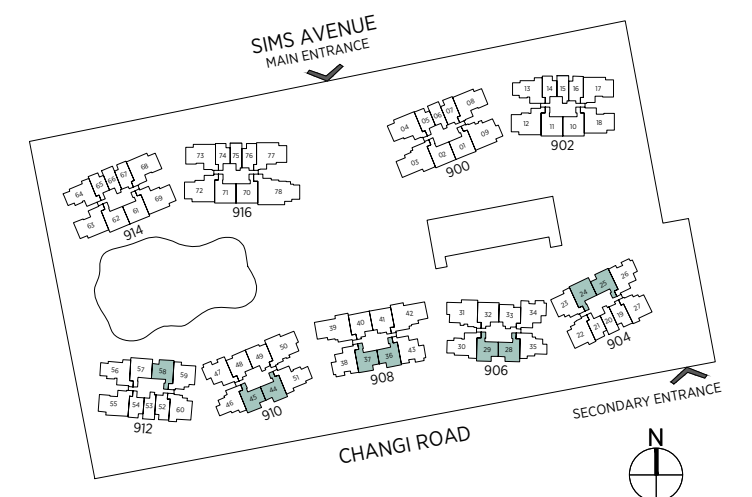 SIMS AVENUE
MAIN ENTRANCE
13 14 15 16 17
12 11 10 18
902
04 05 06 07 08
03 02 01 09
900
73 74 75 76 77
72 71 70 78
916
64 65 66 67 68
63 62 61 69
914
23 24 25 26
22 21 20 19 27
904
39 40 41 42
38 37 36 43
908
31 32 33 34
30 29 28 35
906
47 48 49 50
46 45 44 51
910
56 57 58 59
55 54 53 52 60
912
SECONDARY ENTRANCE
CHANGI ROAD
N